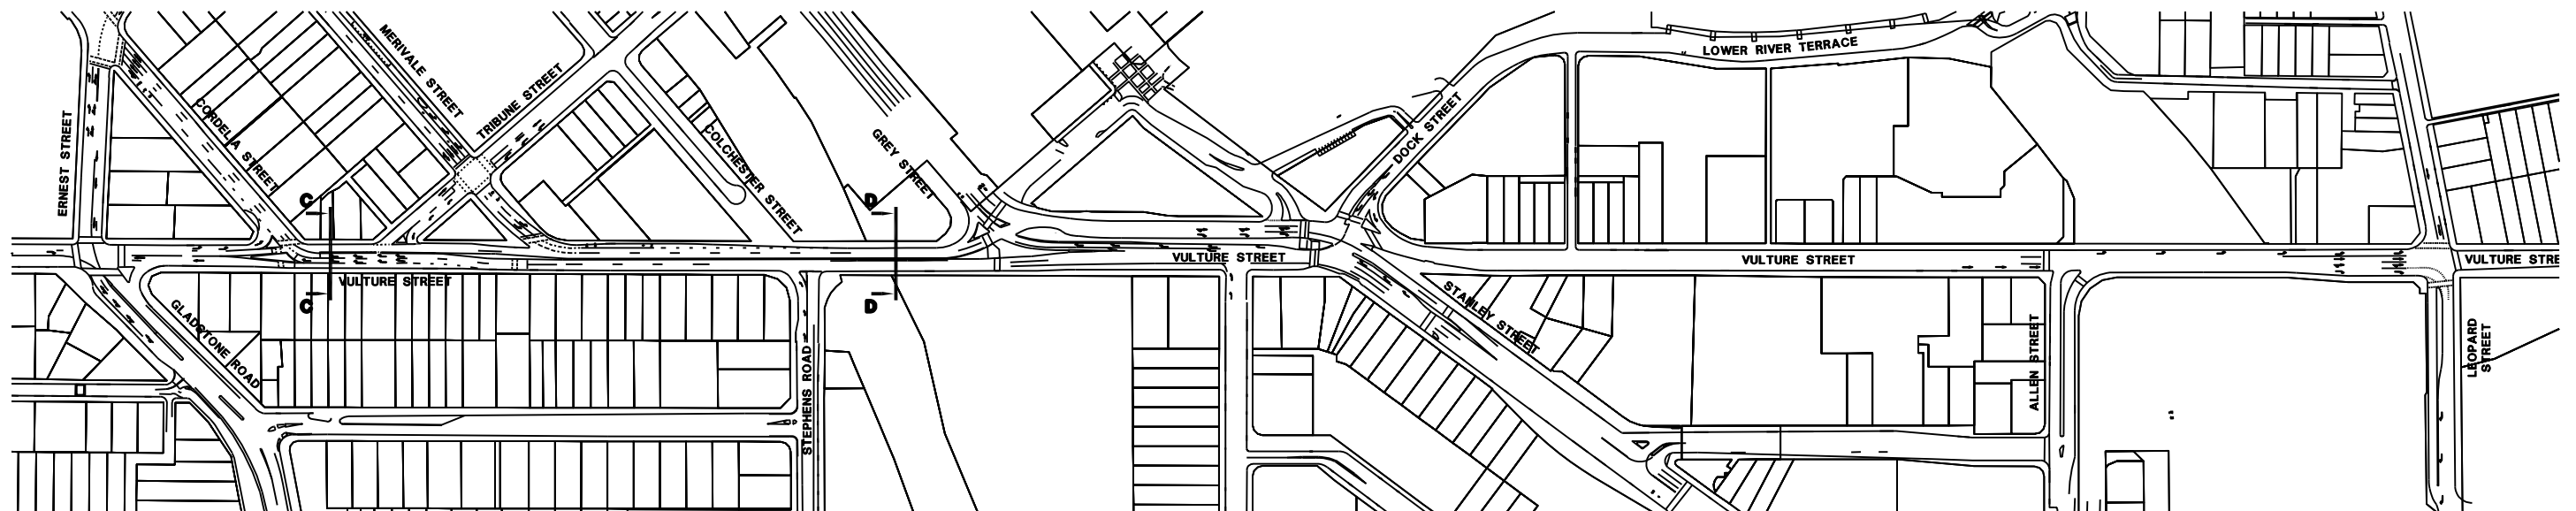 MERIVALE STREET
TRIBUNE STREET
LOWER RIVER TERRACE
CORDELIA STREET
ERNEST STREET
COLCHESTER STREET
GREY STREET
DOCK STREET
C
D
VULTURE STREET
VULTURE STREET
VULTURE STREET
VULTURE STRE
C
D
GLADSTONE ROAD
STANLEY STREET
STEPHENS ROAD
ALLEN STREET
LEOPARD
STREET